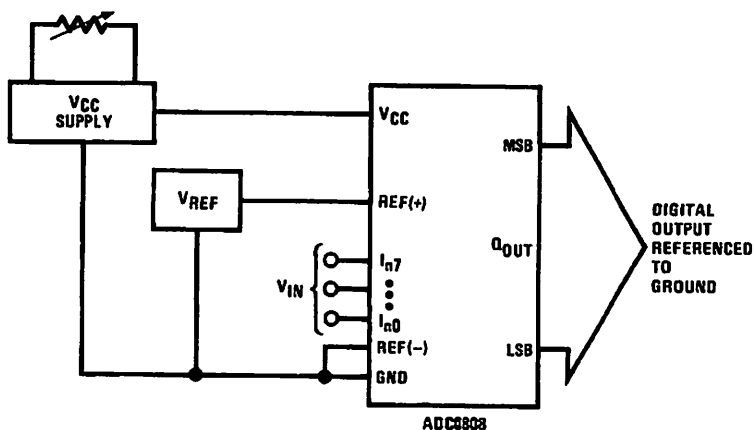 VCC
SUPPLY
VCC
MSB
VREF
REF(+)
DIGITAL
OUTPUT
REFERENCED
TO
GROUND
QOUT
VIN
In7
In0
REF(–)
LSB
GND
ADC0808